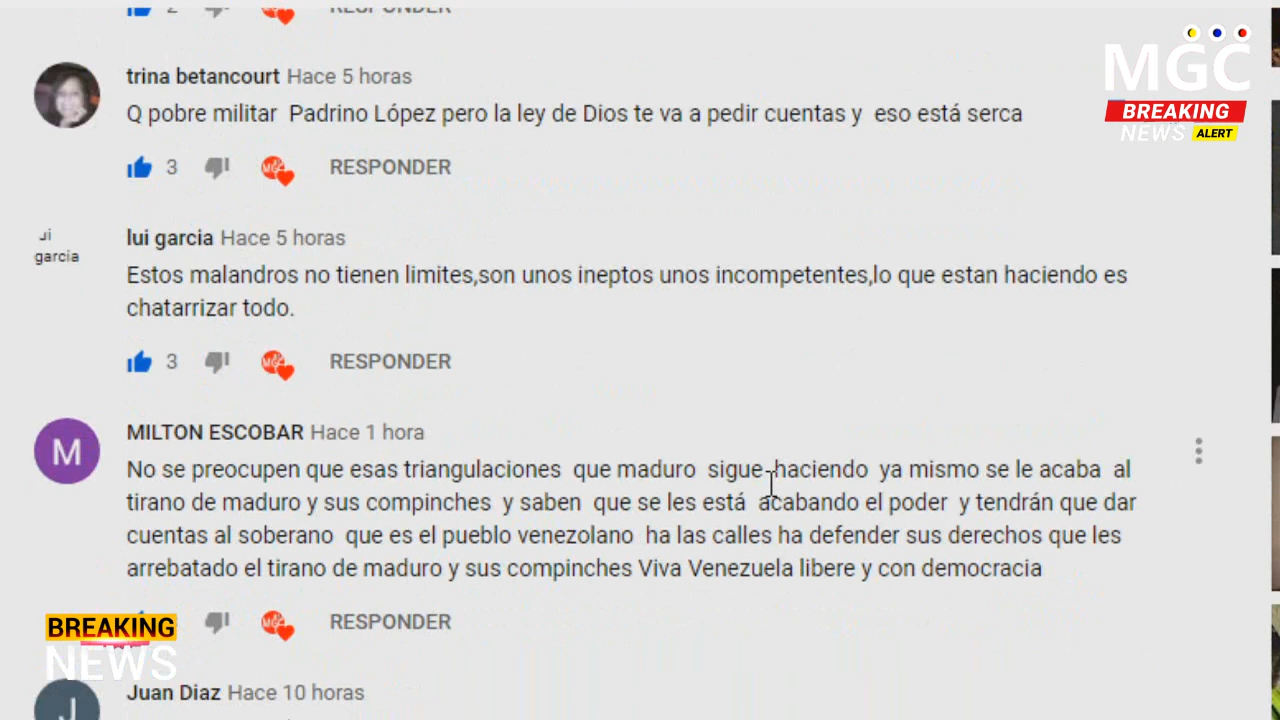 2 RESPONDER
MGC
BREAKING
NEWS ALERT
trina betancourt Hace 5 horas
Q pobre militar Padrino López pero la ley de Dios te va a pedir cuentas y eso está serca
3 MGC RESPONDER
lui garcia Hace 5 horas
garcia
Estos malandros no tienen limites,son unos ineptos unos incompetentes,lo que estan haciendo es
chatarrizar todo.
3 MGC RESPONDER
M
MILTON ESCOBAR Hace 1 hora
No se preocupen que esas triangulaciones que maduro sigue haciendo ya mismo se le acaba al
tirano de maduro y sus compinches y saben que se les está acabando el poder y tendrán que dar
cuentas al soberano que es el pueblo venezolano ha las calles ha defender sus derechos que les
arrebatado el tirano de maduro y sus compinches Viva Venezuela libere y con democracia
MGC RESPONDER
BREAKING
NEWS
J
Juan Diaz Hace 10 horas